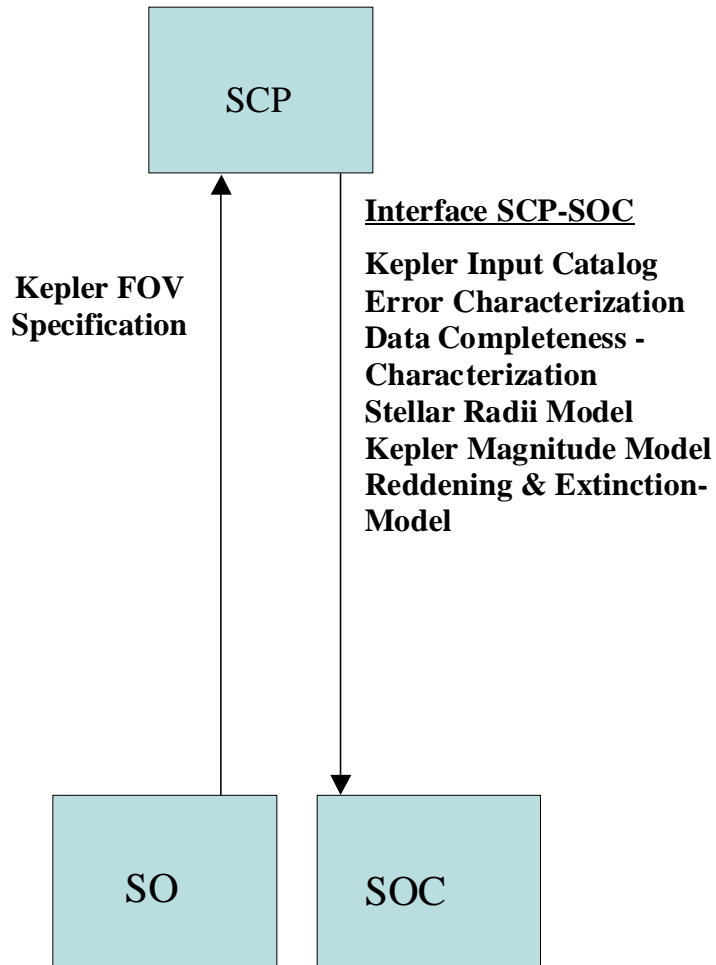 SCP
Interface SCP-SOC
Kepler FOV
Specification
Kepler Input Catalog
Error Characterization
Data Completeness -
Characterization
Stellar Radii Model
Kepler Magnitude Model
Reddening & Extinction-
Model
SO
SOC